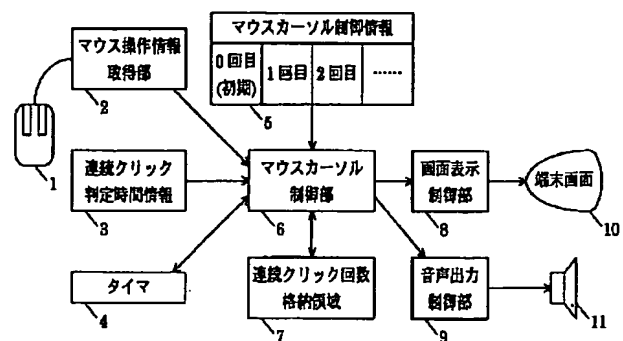 マウスカーソル制御情報
0回目
(初期)
1回目
2回目
……
5
マウス操作情報
取得部
2
1
連続クリック
判定時間情報
3
マウスカーソル
制御部
6
画面表示
制御部
8
端末画面
10
タイマ
4
連続クリック回数
格納領域
7
音声出力
制御部
9
11